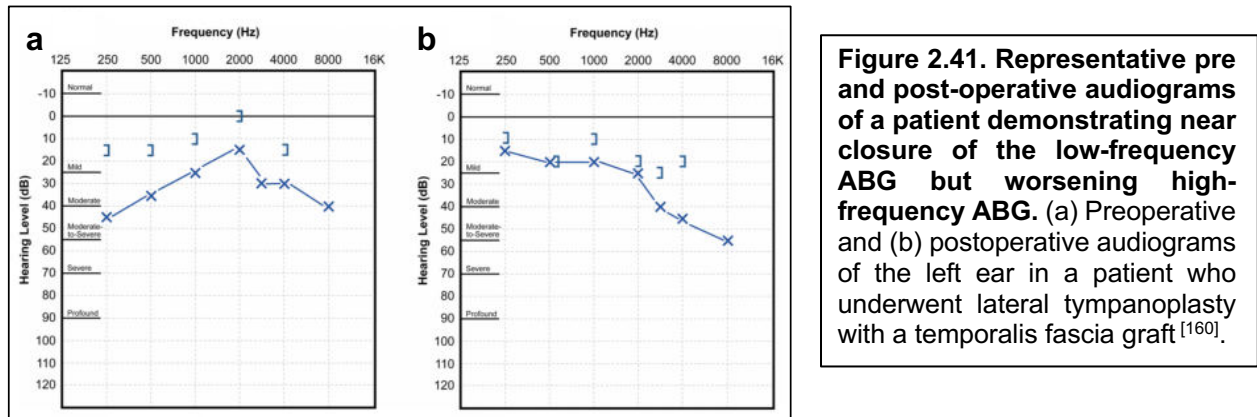 a
Frequency (Hz)
125 250 500 1000 2000 4000 8000 16K
Hearing Level (dB)
-10
0
10
20
30
40
50
60
70
80
90
100
110
120
Normal
Mild
Moderate
Moderate-
to-Severe
Severe
Profound
b
Frequency (Hz)
125 250 500 1000 2000 4000 8000 16K
Hearing Level (dB)
-10
0
10
20
30
40
50
60
70
80
90
100
110
120
Normal
Mild
Moderate
Moderate-
to-Severe
Severe
Profound
Figure 2.41. Representative pre
and post-operative audiograms
of a patient demonstrating near
closure of the low-frequency
ABG but worsening high-
frequency ABG. (a) Preoperative
and (b) postoperative audiograms
of the left ear in a patient who
underwent lateral tympanoplasty
with a temporalis fascia graft [160].